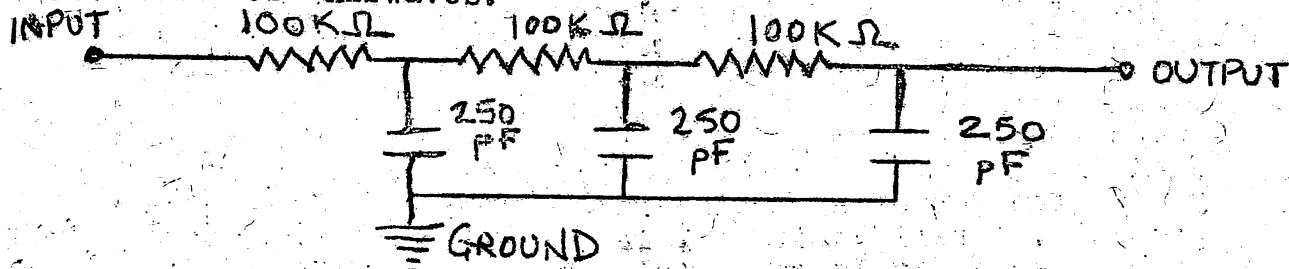 INPUT 100K Ω 100K Ω 100K Ω
OUTPUT
250 pF 250 pF 250 pF
GROUND